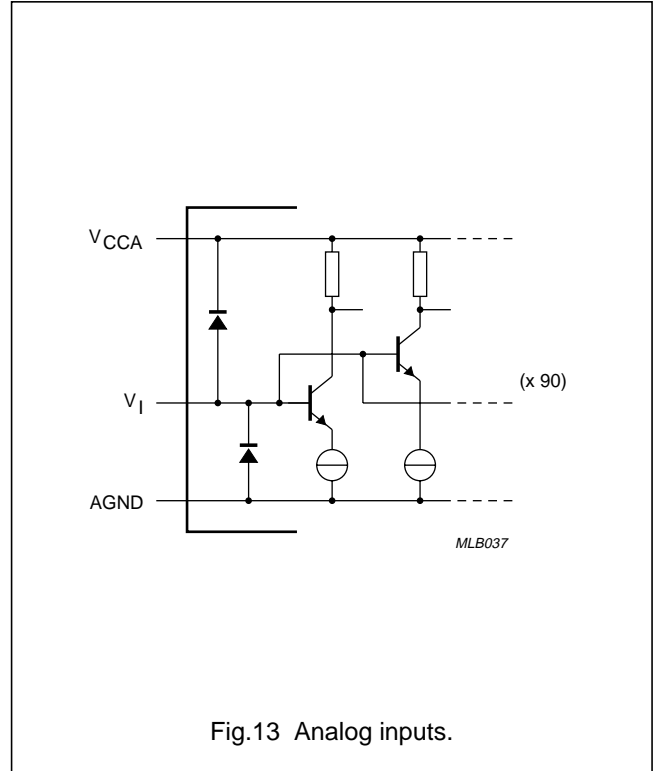 VCCA
VI
(x 90)
AGND
MLB037
Fig.13 Analog inputs.